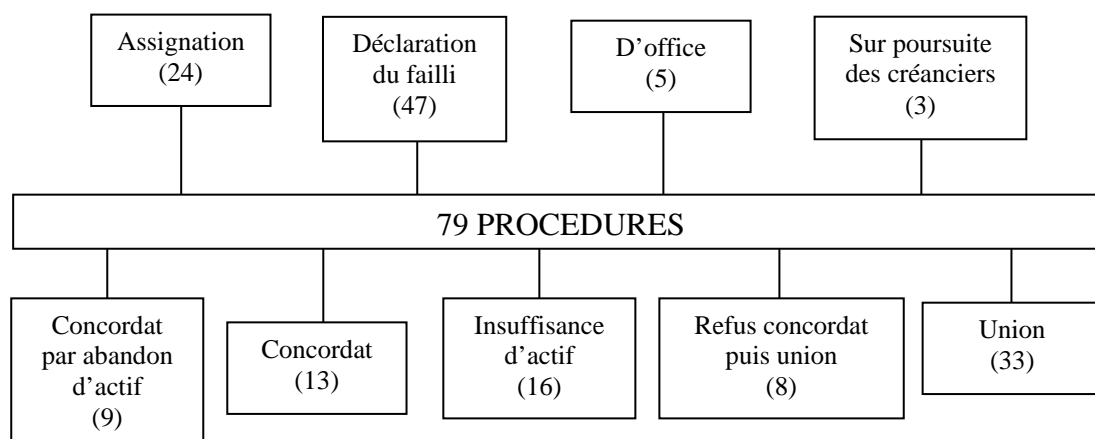 Assignation
(24)
Déclaration
du failli
(47)
D’office
(5)
Sur poursuite
des créanciers
(3)
79 PROCEDURES
Concordat
par abandon
d’actif
(9)
Concordat
(13)
Insuffisance
d’actif
(16)
Refus concordat
puis union
(8)
Union
(33)